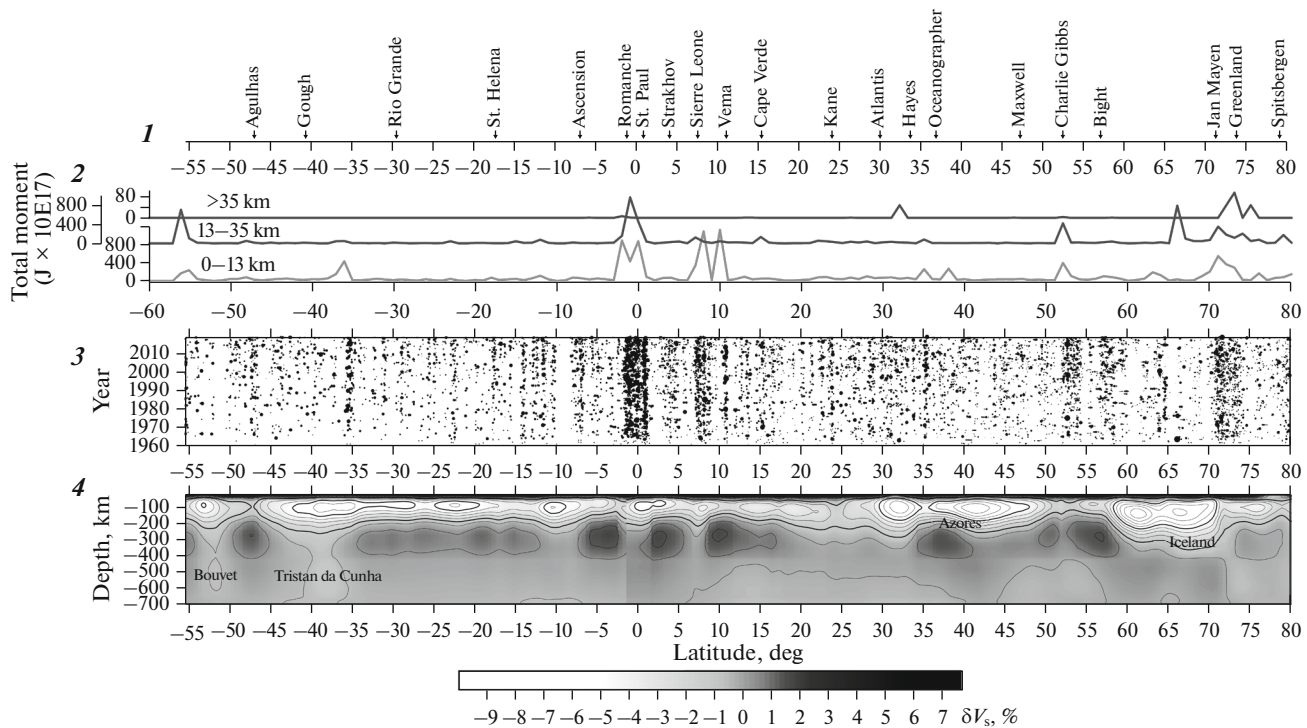 Agulhas
Gough
Rio Grande
St. Helena
Ascension
Romanche
St. Paul
Strakhov
Sierre Leone
Vema
Cape Verde
Kane
Atlantis
Hayes
Oceanographer
Maxwell
Charlie Gibbs
Bight
Jan Mayen
Greenland
Spitsbergen
1
−55 −50 −45 −40 −35 −30 −25 −20 −15 −10 −5 0 5 10 15 20 25 30 35 40 45 50 55 60 65 70 75 80
2
Total moment
(J × 10E17)
800
400
0
80
0
800
400
0
>35 km
13–35 km
0–13 km
−60 −50 −40 −30 −20 −10 0 10 20 30 40 50 60 70 80
3
Year
2010
2000
1990
1980
1970
1960
−55 −50 −45 −40 −35 −30 −25 −20 −15 −10 −5 0 5 10 15 20 25 30 35 40 45 50 55 60 65 70 75 80
4
Depth, km
−100
−200
−300
−400
−500
−600
−700
Bouvet
Tristan da Cunha
Azores
Iceland
−55 −50 −45 −40 −35 −30 −25 −20 −15 −10 −5 0 5 10 15 20 25 30 35 40 45 50 55 60 65 70 75 80
Latitude, deg
−9 −8 −7 −6 −5 −4 −3 −2 −1 0 1 2 3 4 5 6 7 δVs, %